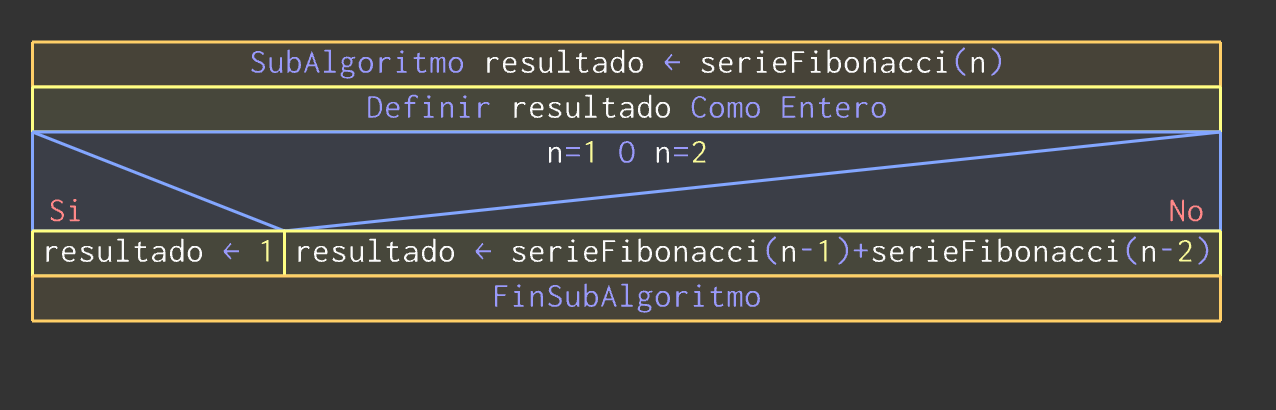 SubAlgoritmo resultado ← serieFibonacci(n)
Definir resultado Como Entero
n=1 O n=2
Si
No
resultado ← 1
resultado ← serieFibonacci(n-1)+serieFibonacci(n-2)
FinSubAlgoritmo